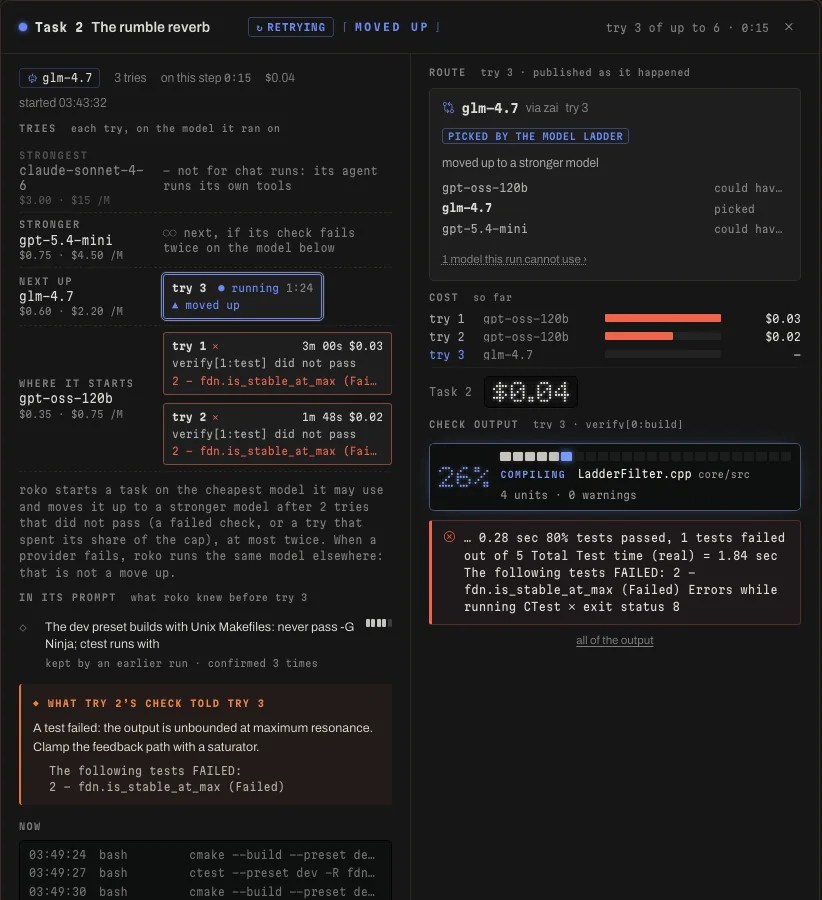 Task 2 The rumble reverb
↻ RETRYING
[ MOVED UP ]
try 3 of up to 6 · 0:15 ×
glm-4.7 3 tries on this step 0:15 $0.04
started 03:43:32
TRIES each try, on the model it ran on
STRONGEST
claude-sonnet-4-
6
$3.00 · $15 /M
— not for chat runs: its agent
runs its own tools
STRONGER
gpt-5.4-mini
$0.75 · $4.50 /M
next, if its check fails
twice on the model below
NEXT UP
glm-4.7
$0.60 · $2.20 /M
try 3 ● running 1:24
▲ moved up
WHERE IT STARTS
gpt-oss-120b
$0.35 · $0.75 /M
try 1 × 3m 00s $0.03
verify[1:test] did not pass
2 - fdn.is_stable_at_max (Fai…
try 2 × 1m 48s $0.02
verify[1:test] did not pass
2 - fdn.is_stable_at_max (Fai…
roko starts a task on the cheapest model it may use
and moves it up to a stronger model after 2 tries
that did not pass (a failed check, or a try that
spent its share of the cap), at most twice. When a
provider fails, roko runs the same model elsewhere:
that is not a move up.
IN ITS PROMPT what roko knew before try 3
◇ The dev preset builds with Unix Makefiles: never pass -G
Ninja; ctest runs with
kept by an earlier run · confirmed 3 times
◆ WHAT TRY 2'S CHECK TOLD TRY 3
A test failed: the output is unbounded at maximum resonance.
Clamp the feedback path with a saturator.
The following tests FAILED:
2 - fdn.is_stable_at_max (Failed)
NOW
03:49:24 bash cmake --build --preset de…
03:49:27 bash ctest --preset dev -R fdn…
03:49:30 bash cmake --build --preset de…
ROUTE try 3 · published as it happened
glm-4.7 via zai try 3
PICKED BY THE MODEL LADDER
moved up to a stronger model
gpt-oss-120b could hav…
glm-4.7 picked
gpt-5.4-mini could hav…
1 model this run cannot use ›
COST so far
try 1 gpt-oss-120b $0.03
try 2 gpt-oss-120b $0.02
try 3 glm-4.7 —
Task 2 $0.04
CHECK OUTPUT try 3 · verify[0:build]
26%
COMPILING LadderFilter.cpp core/src
4 units · 0 warnings
… 0.28 sec 80% tests passed, 1 tests failed
out of 5 Total Test time (real) = 1.84 sec
The following tests FAILED: 2 -
fdn.is_stable_at_max (Failed) Errors while
running CTest × exit status 8
all of the output